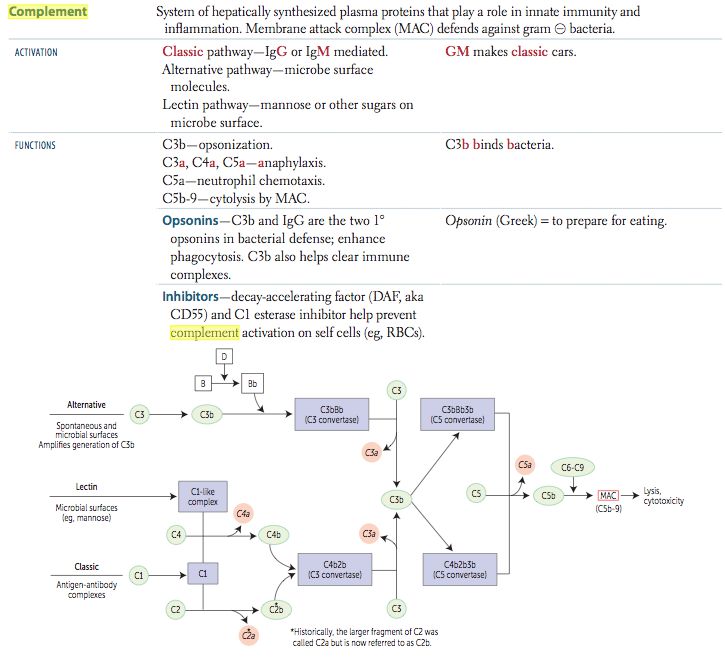 Complement
System of hepatically synthesized plasma proteins that play a role in innate immunity and
inflammation. Membrane attack complex (MAC) defends against gram ⊖ bacteria.
ACTIVATION
Classic pathway—IgG or IgM mediated.
Alternative pathway—microbe surface
molecules.
Lectin pathway—mannose or other sugars on
microbe surface.
GM makes classic cars.
FUNCTIONS
C3b—opsonization.
C3a, C4a, C5a—anaphylaxis.
C5a—neutrophil chemotaxis.
C5b-9—cytolysis by MAC.
C3b binds bacteria.
Opsonins—C3b and IgG are the two 1°
opsonins in bacterial defense; enhance
phagocytosis. C3b also helps clear immune
complexes.
Opsonin (Greek) = to prepare for eating.
Inhibitors—decay-accelerating factor (DAF, aka
CD55) and C1 esterase inhibitor help prevent
complement activation on self cells (eg, RBCs).
D
B
Bb
Alternative
Spontaneous and
microbial surfaces
Amplifies generation of C3b
C3
C3b
C3bBb
(C3 convertase)
C3
C3a
C3bBb3b
(C5 convertase)
Lectin
Microbial surfaces
(eg, mannose)
C1-like
complex
C4
C4a
C4b
C3b
C3a
C5
C5a
C5b
C6-C9
MAC
(C5b-9)
Lysis,
cytotoxicity
Classic
Antigen-antibody
complexes
C1
C1
C4b2b
(C3 convertase)
C4b2b3b
(C5 convertase)
C2
C2b*
C2a*
C3
*Historically, the larger fragment of C2 was
called C2a but is now referred to as C2b.